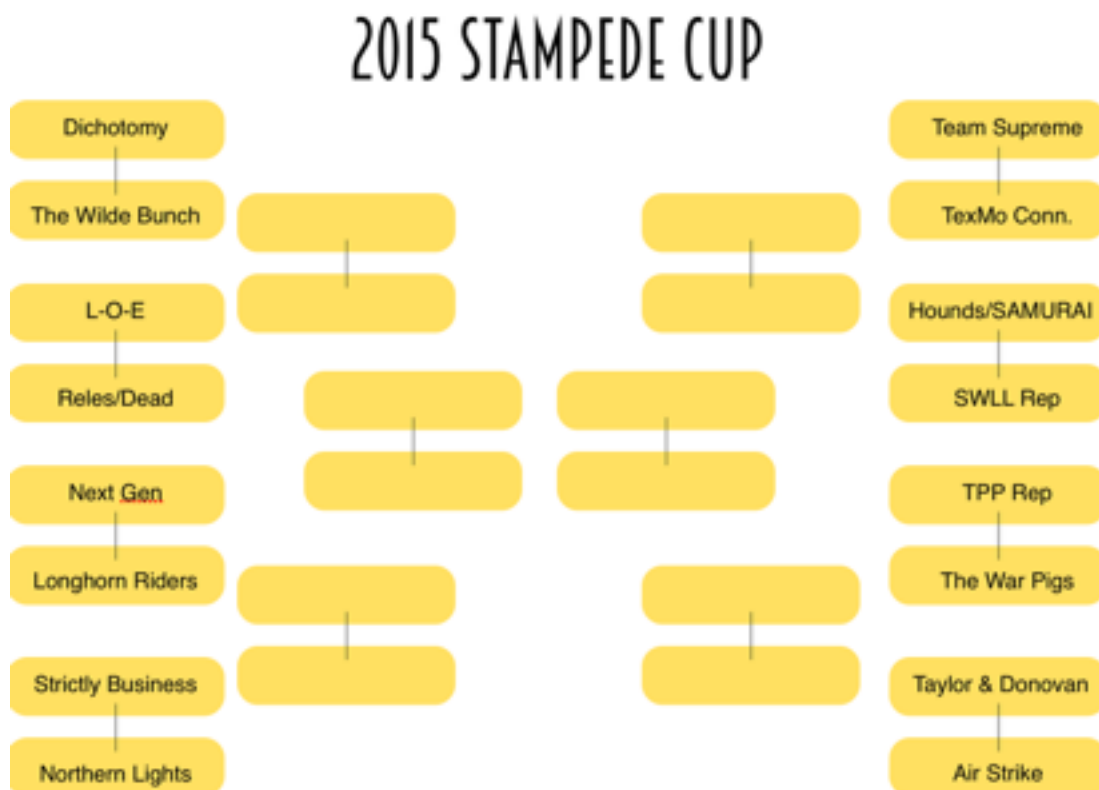 2015 STAMPEDE CUP
Dichotomy
The Wilde Bunch
L-O-E
Reles/Dead
Next Gen
Longhorn Riders
Strictly Business
Northern Lights
Team Supreme
TexMo Conn.
Hounds/SAMURAI
SWLL Rep
TPP Rep
The War Pigs
Taylor & Donovan
Air Strike